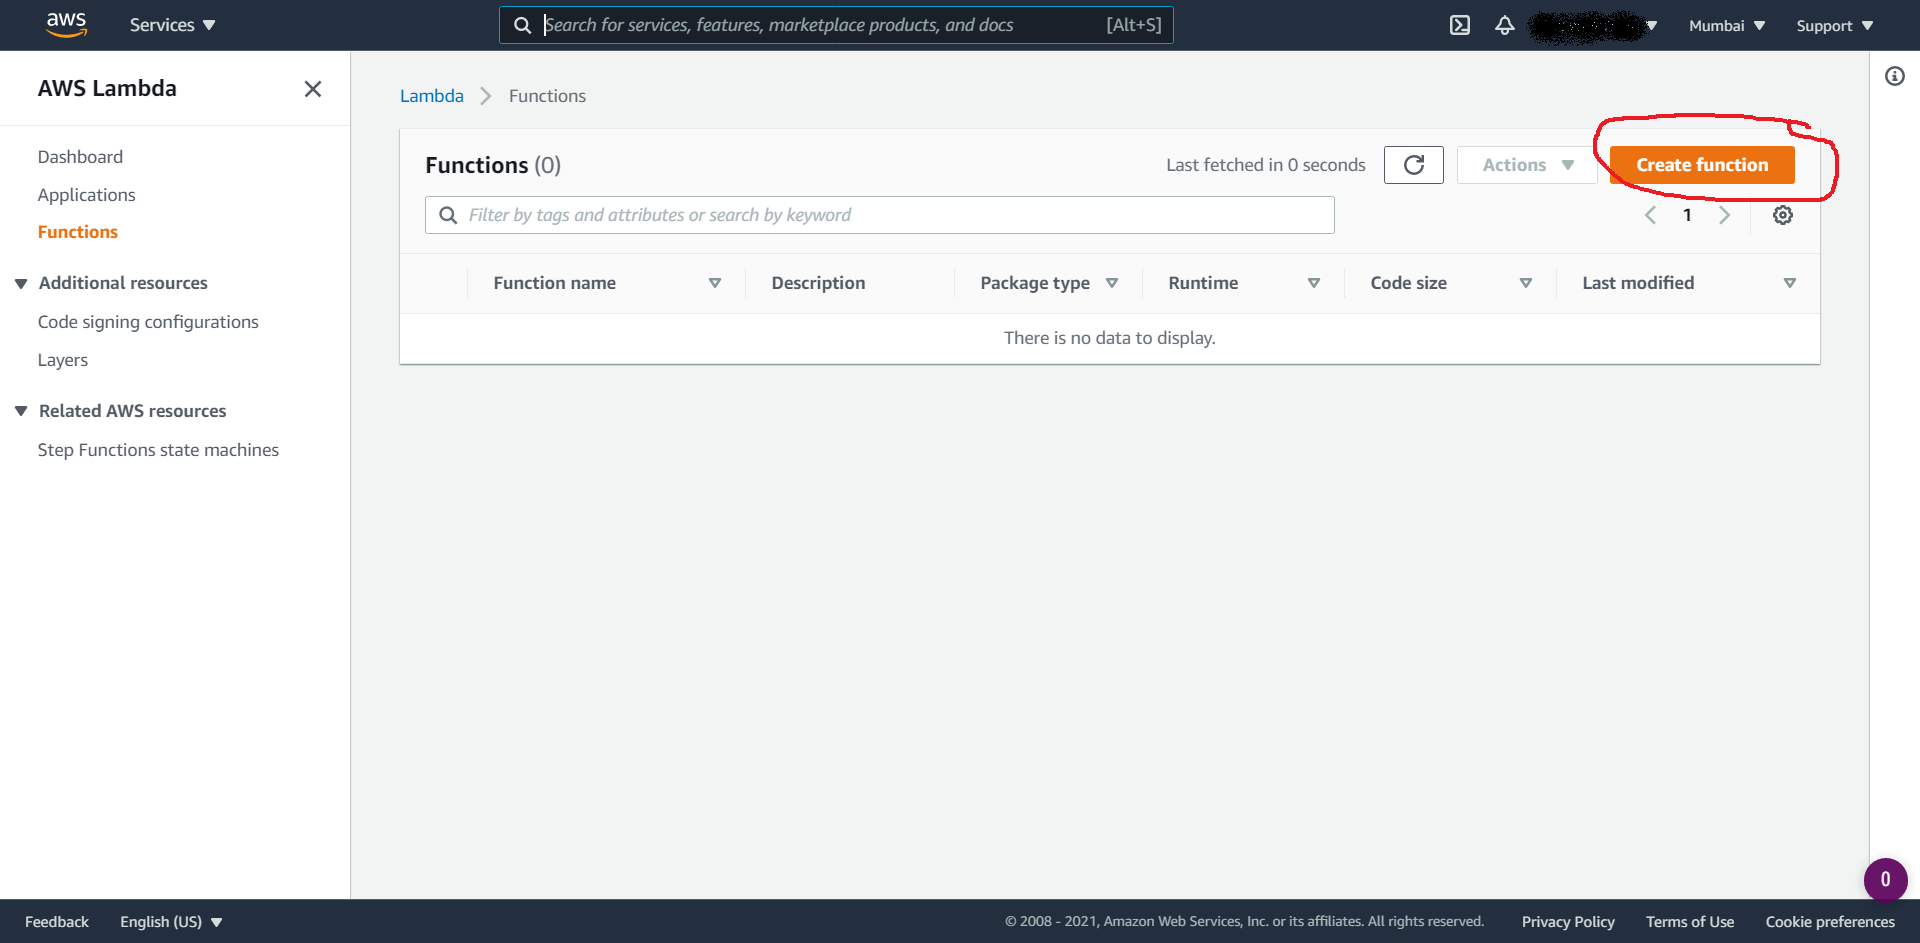 aws Services Search for services, features, marketplace products, and docs [Alt+S] Mumbai Support
AWS Lambda
Dashboard
Applications
Functions
Additional resources
Code signing configurations
Layers
Related AWS resources
Step Functions state machines
Lambda Functions
Functions (0) Last fetched in 0 seconds Actions Create function
Filter by tags and attributes or search by keyword 1
Function name Description Package type Runtime Code size Last modified
There is no data to display.
0
Feedback English (US) © 2008 - 2021, Amazon Web Services, Inc. or its affiliates. All rights reserved. Privacy Policy Terms of Use Cookie preferences